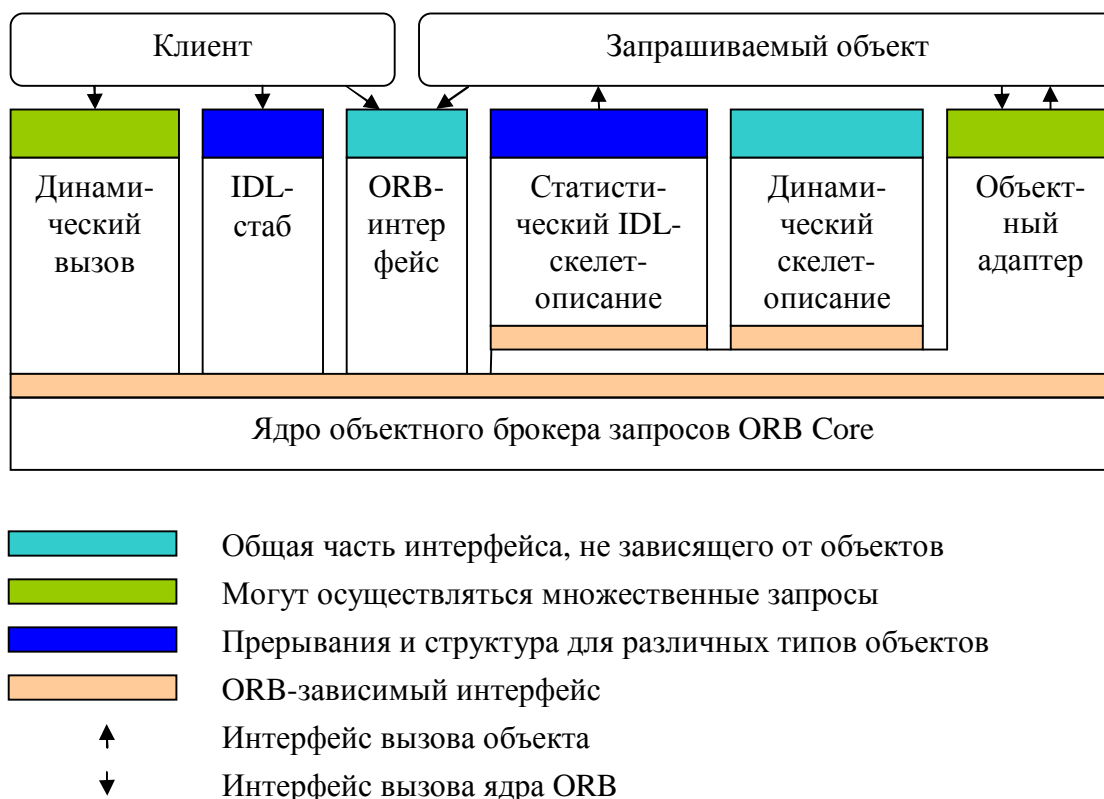 Клиент
Запрашиваемый объект
Динами-
ческий
вызов
IDL-
стаб
ORB-
интер
фейс
Статисти-
ческий IDL-
скелет-
описание
Динами-
ческий
скелет-
описание
Объект-
ный
адаптер
Ядро объектного брокера запросов ORB Core
Общая часть интерфейса, не зависящего от объектов
Могут осуществляться множественные запросы
Прерывания и структура для различных типов объектов
ORB-зависимый интерфейс
Интерфейс вызова объекта
Интерфейс вызова ядра ORB